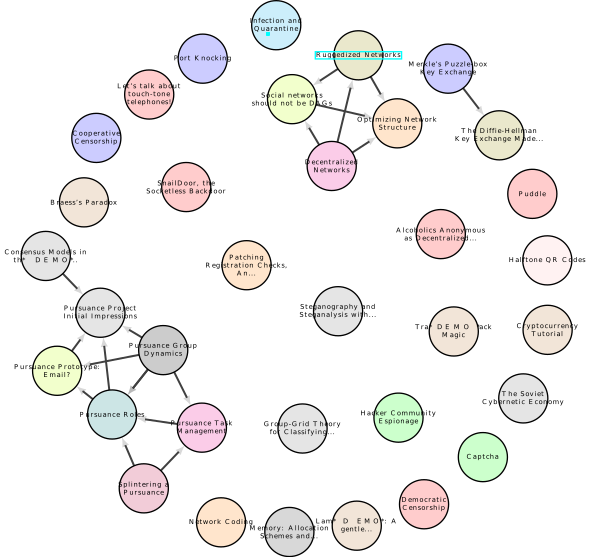 Infection and
Quarantine
Port Knocking
Ruggedized Networks
Merkle's Puzzle-box
Key Exchange
Let's talk about
touch-tone
telephones!
Social networks
should not be DAGs
Optimizing Network
Structure
The Diffie-Hellman
Key Exchange Made...
Cooperative
Censorship
Decentralized
Networks
SnailDoor, the
Socketless Backdoor
Puddle
Braess's Paradox
Alcoholics Anonymous
as Decentralized...
Consensus Models in
th* D E M O*..
Patching
Registration Checks,
An...
Halftone QR Codes
Pursuance Project
Initial Impressions
Steganography and
Steganalysis with...
Tra* D E M O *ack
Magic
Cryptocurrency
Tutorial
Pursuance Group
Dynamics
Pursuance Prototype:
Email?
The Soviet
Cybernetic Economy
Pursuance Roles
Pursuance Task
Management
Group-Grid Theory
for Classifying...
Hacker Community
Espionage
Captcha
Splintering a
Pursuance
Democratic
Censorship
Network Coding
Memory: Allocation
Schemes and...
Lam* D E MO*: A
gentle...